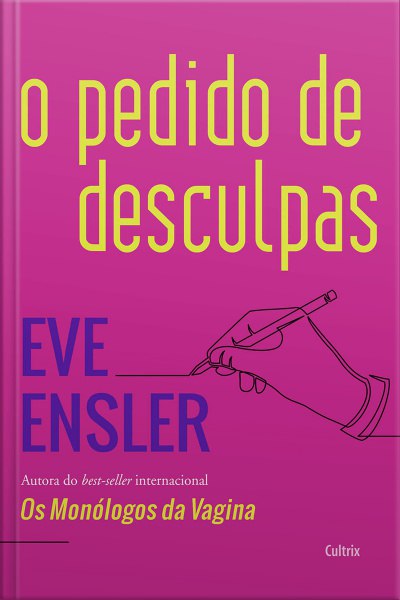 o pedido de
desculpas
EVE
ENSLER
Autora do best-seller internacional
Os Monólogos da Vagina
Cultrix